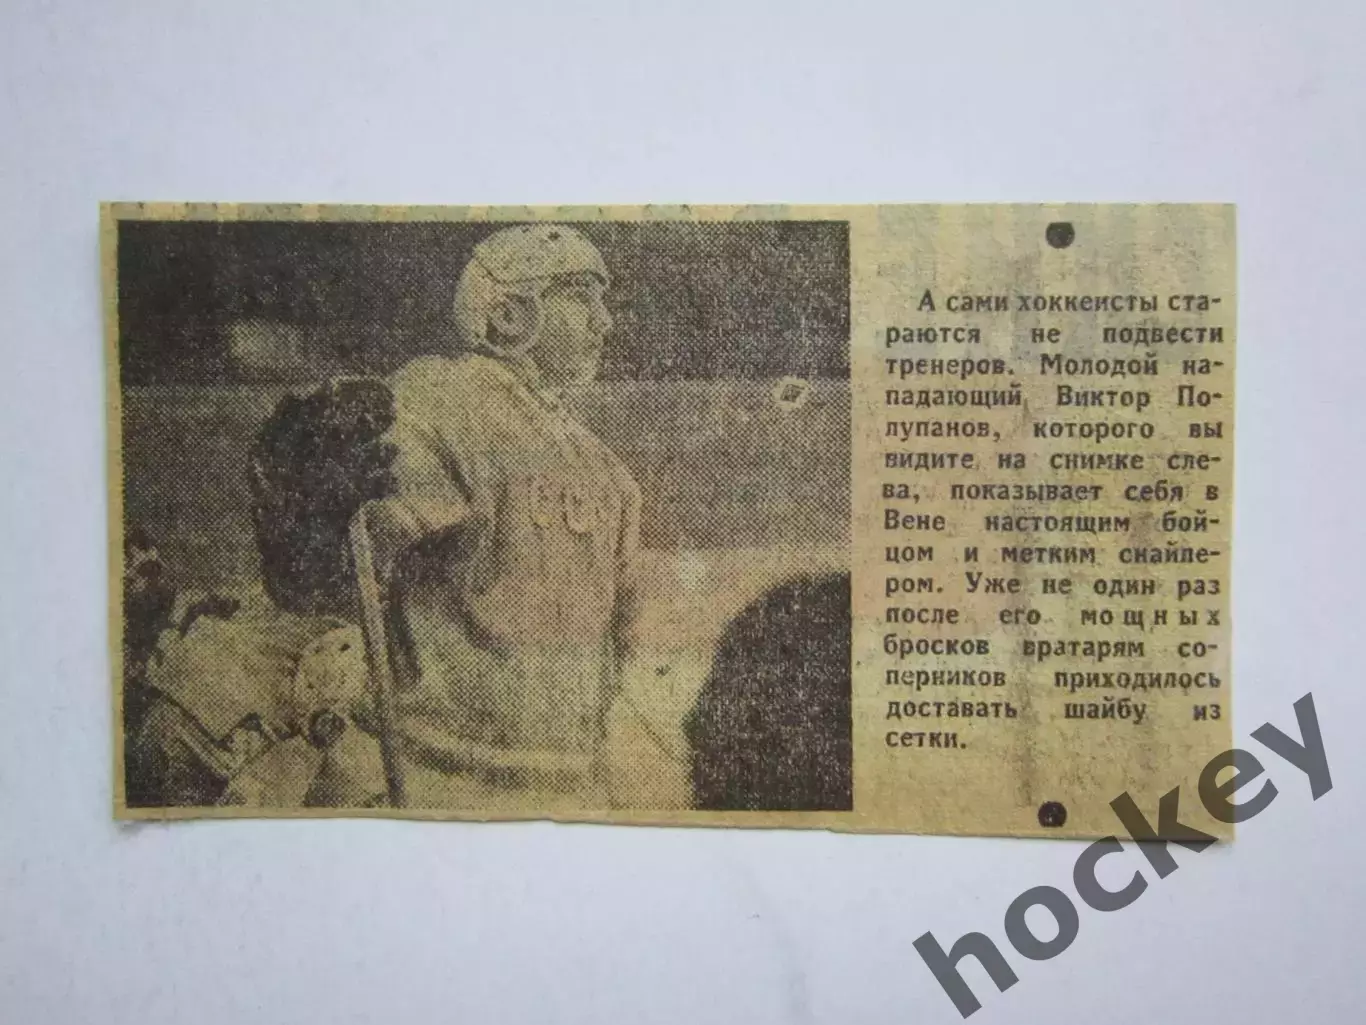 А сами хоккеисты ста-
раются не подвести
тренеров. Молодой на-
падающий Виктор По-
лупанов, которого вы
видите на снимке сле-
ва, показывает себя в
Вене настоящим бой-
цом и метким снайпе-
ром. Уже не один раз
после его мощных
бросков вратарям со-
перников приходилось
доставать шайбу из
сетки.
hockey